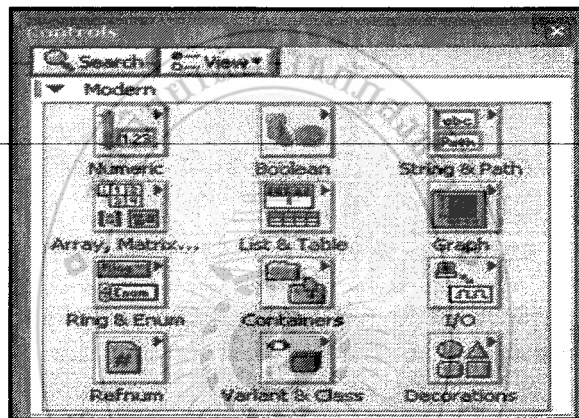 Controls
Search View
Modern
Numeric Boolean String & Path
Array, Matrix... List & Table Graph
Ring & Enum Containers I/O
Refnum Variant & Class Decorations